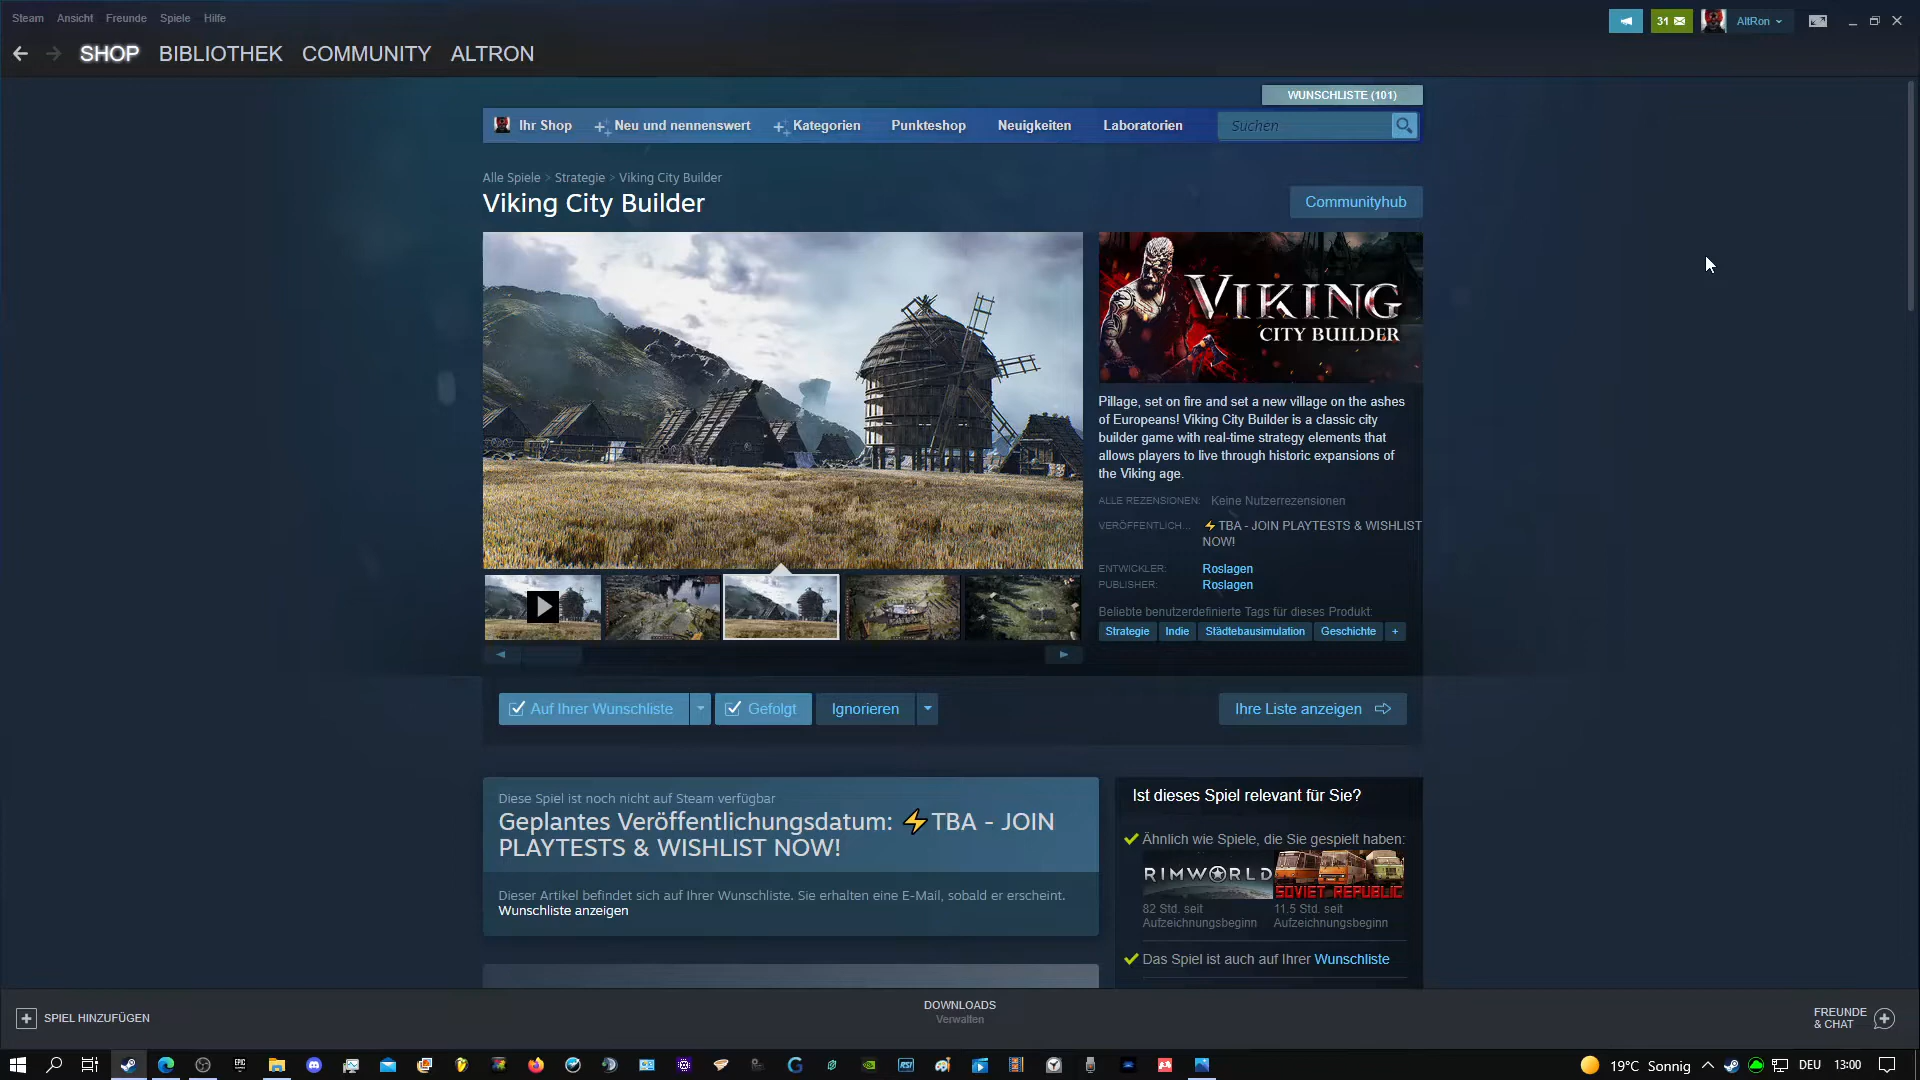 Steam Ansicht Freunde Spiele Hilfe
31
AltRon
SHOP BIBLIOTHEK COMMUNITY ALTRON
WUNSCHLISTE (101)
Ihr Shop Neu und nennenswert Kategorien Punkteshop Neuigkeiten Laboratorien Suchen
Alle Spiele > Strategie > Viking City Builder
Viking City Builder
Communityhub
VIKING
CITY BUILDER
Pillage, set on fire and set a new village on the ashes
of Europeans! Viking City Builder is a classic city
builder game with real-time strategy elements that
allows players to live through historic expansions of
the Viking age.
ALLE REZENSIONEN: Keine Nutzerrezensionen
VERÖFFENTLICH... ⚡TBA - JOIN PLAYTESTS & WISHLIST
NOW!
ENTWICKLER: Roslagen
PUBLISHER: Roslagen
Beliebte benutzerdefinierte Tags für dieses Produkt:
Strategie Indie Städtebausimulation Geschichte +
Auf Ihrer Wunschliste Gefolgt Ignorieren Ihre Liste anzeigen
Diese Spiel ist noch nicht auf Steam verfügbar
Geplantes Veröffentlichungsdatum: ⚡TBA - JOIN
PLAYTESTS & WISHLIST NOW!
Dieser Artikel befindet sich auf Ihrer Wunschliste. Sie erhalten eine E-Mail, sobald er erscheint.
Wunschliste anzeigen
Ist dieses Spiel relevant für Sie?
Ähnlich wie Spiele, die Sie gespielt haben:
RIMWORLD SOVIET REPUBLIC
82 Std. seit 11,5 Std. seit
Aufzeichnungsbeginn Aufzeichnungsbeginn
Das Spiel ist auch auf Ihrer Wunschliste
SPIEL HINZUFÜGEN
DOWNLOADS
Verwalten
FREUNDE
& CHAT
EPIC
RSI
19°C Sonnig DEU 13:00